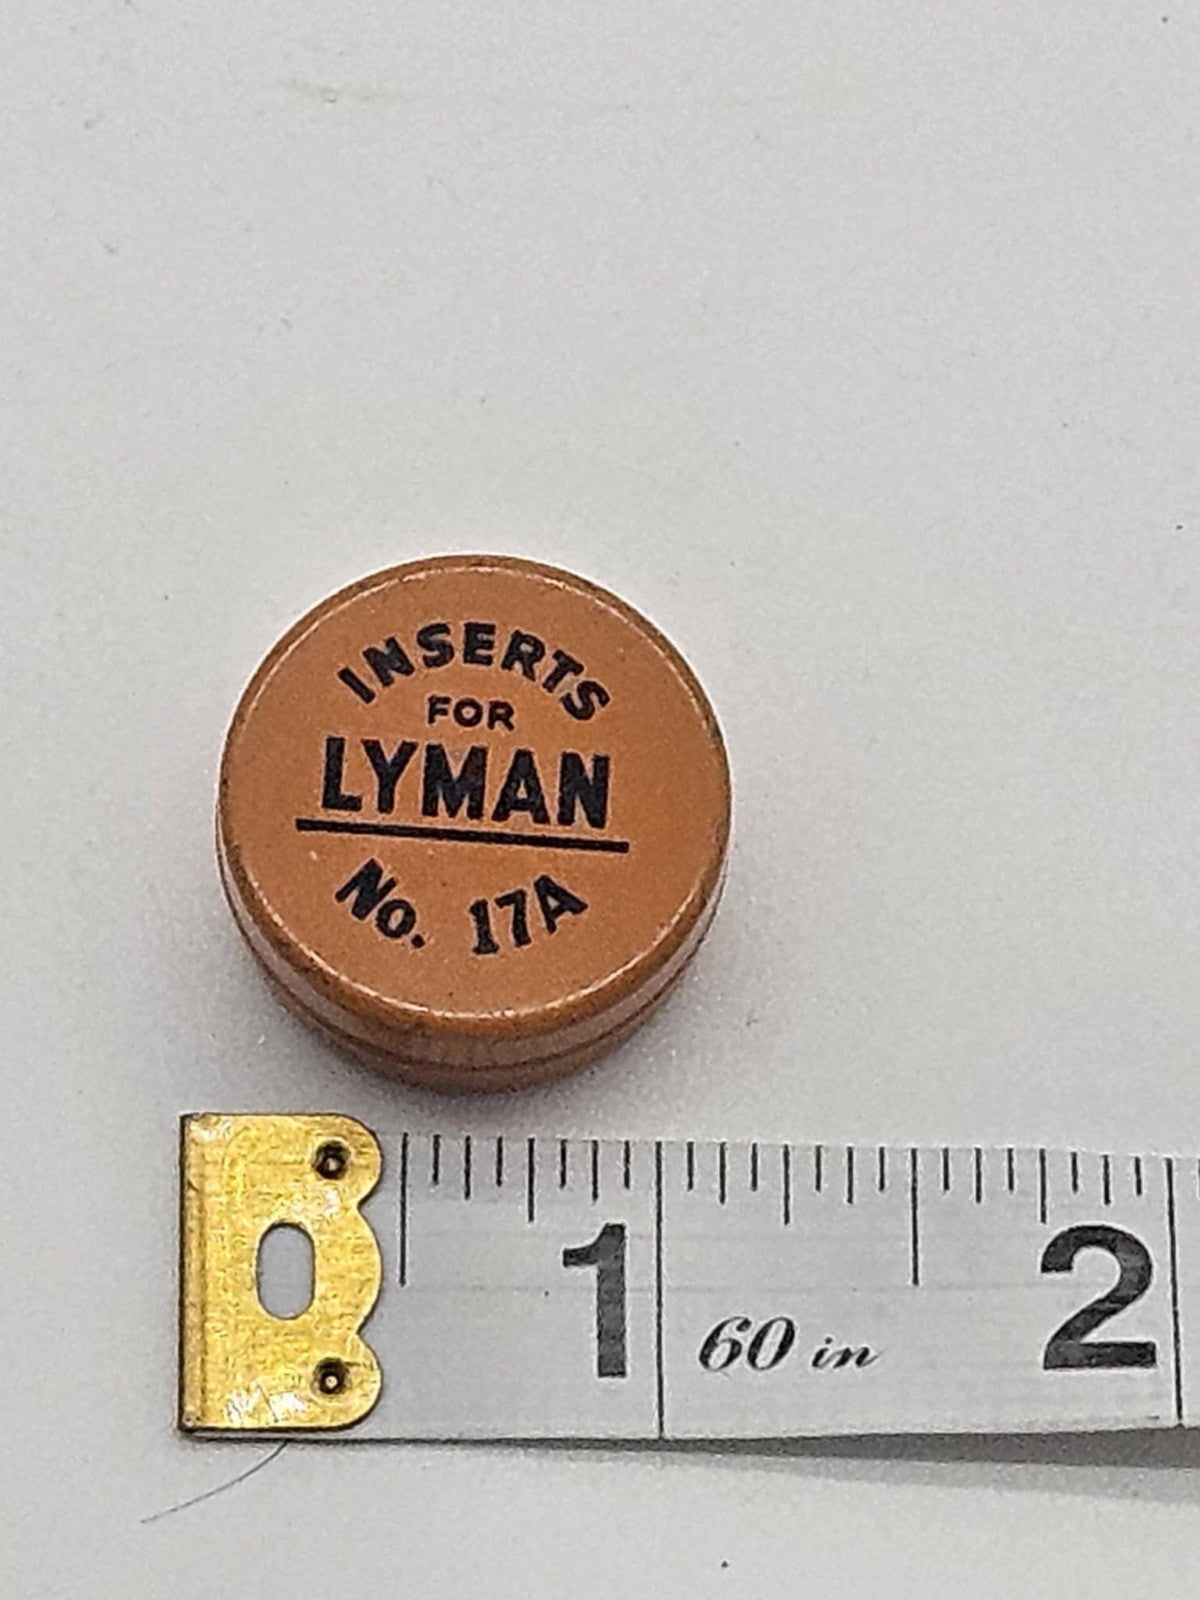 INSERTS
FOR
LYMAN
No. 17A
1 60 in 2